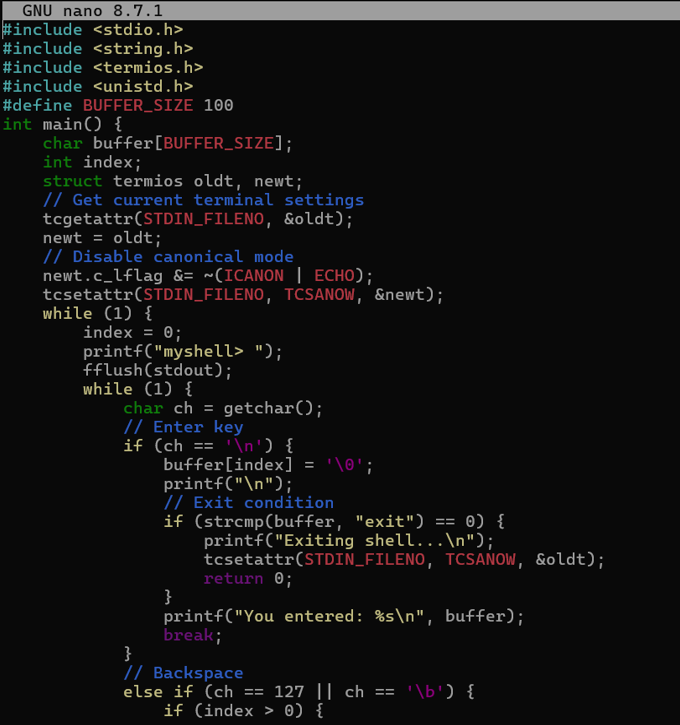 GNU nano 8.7.1
#include <stdio.h>
#include <string.h>
#include <termios.h>
#include <unistd.h>
#define BUFFER_SIZE 100
int main() {
    char buffer[BUFFER_SIZE];
    int index;
    struct termios oldt, newt;
    // Get current terminal settings
    tcgetattr(STDIN_FILENO, &oldt);
    newt = oldt;
    // Disable canonical mode
    newt.c_lflag &= ~(ICANON | ECHO);
    tcsetattr(STDIN_FILENO, TCSANOW, &newt);
    while (1) {
        index = 0;
        printf("myshell> ");
        fflush(stdout);
        while (1) {
            char ch = getchar();
            // Enter key
            if (ch == '\n') {
                buffer[index] = '\0';
                printf("\n");
                // Exit condition
                if (strcmp(buffer, "exit") == 0) {
                    printf("Exiting shell...\n");
                    tcsetattr(STDIN_FILENO, TCSANOW, &oldt);
                    return 0;
                }
                printf("You entered: %s\n", buffer);
                break;
            }
            // Backspace
            else if (ch == 127 || ch == '\b') {
                if (index > 0) {